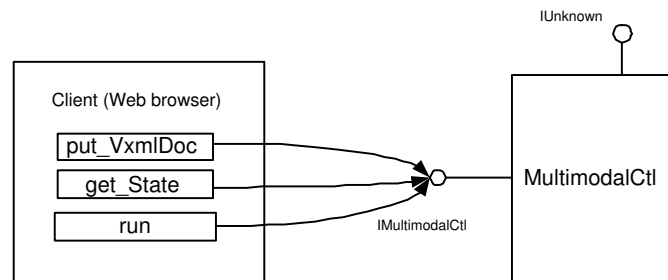 IUnknown
Client (Web browser)
put_VxmlDoc
get_State
run
IMultimodalCtl
MultimodalCtl